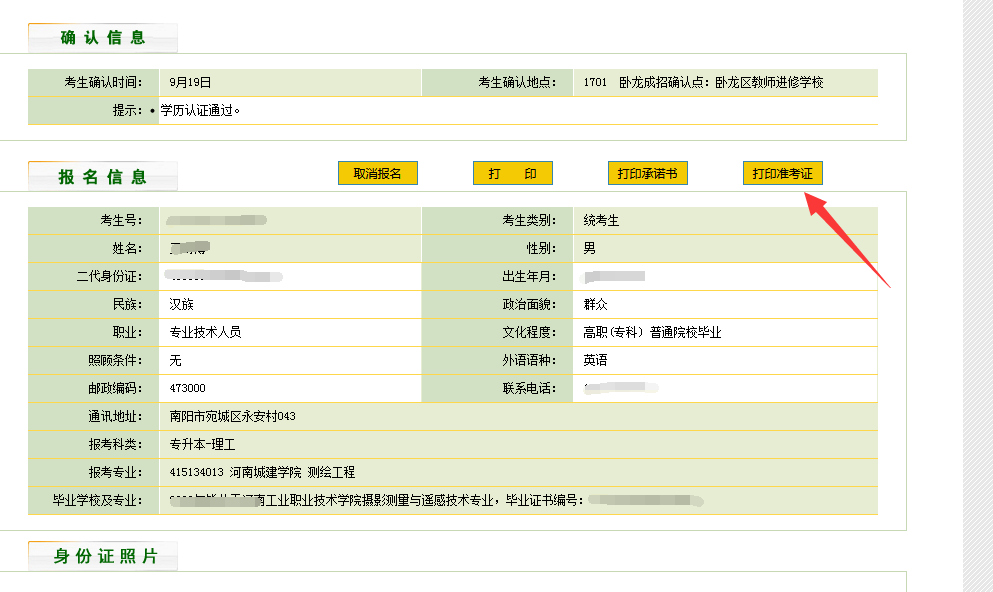 确认信息
考生确认时间： 9月19日 考生确认地点： 1701 卧龙成招确认点：卧龙区教师进修学校
提示： • 学历认证通过。
报名信息 取消报名 打 印 打印承诺书 打印准考证
考生号： 考生类别： 统考生
姓名： 性别： 男
二代身份证： 出生年月：
民族： 汉族 政治面貌： 群众
职业： 专业技术人员 文化程度： 高职(专科）普通院校毕业
照顾条件： 无 外语语种： 英语
邮政编码： 473000 联系电话：
通讯地址： 南阳市宛城区永安村043
报考科类： 专升本-理工
报考专业： 415134013 河南城建学院 测绘工程
毕业学校及专业： 南工业职业技术学院摄影测量与遥感技术专业，毕业证书编号：
身份证照片